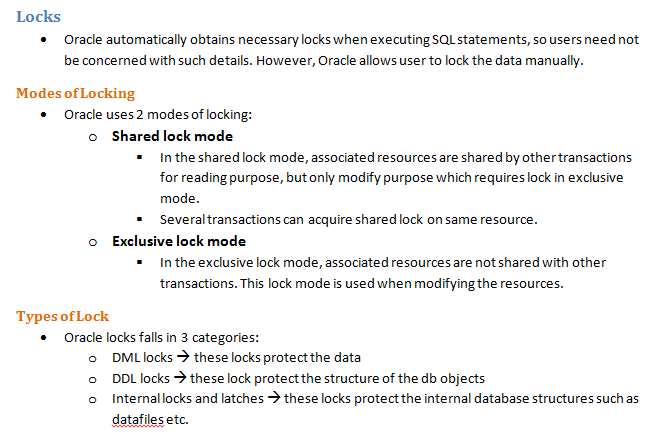 Locks
• Oracle automatically obtains necessary locks when executing SQL statements, so users need not
be concerned with such details. However, Oracle allows user to lock the data manually.
Modes of Locking
• Oracle uses 2 modes of locking:
o Shared lock mode
▪ In the shared lock mode, associated resources are shared by other transactions
for reading purpose, but only modify purpose which requires lock in exclusive
mode.
▪ Several transactions can acquire shared lock on same resource.
o Exclusive lock mode
▪ In the exclusive lock mode, associated resources are not shared with other
transactions. This lock mode is used when modifying the resources.
Types of Lock
• Oracle locks falls in 3 categories:
o DML locks → these locks protect the data
o DDL locks → these lock protect the structure of the db objects
o Internal locks and latches → these locks protect the internal database structures such as
datafiles etc.